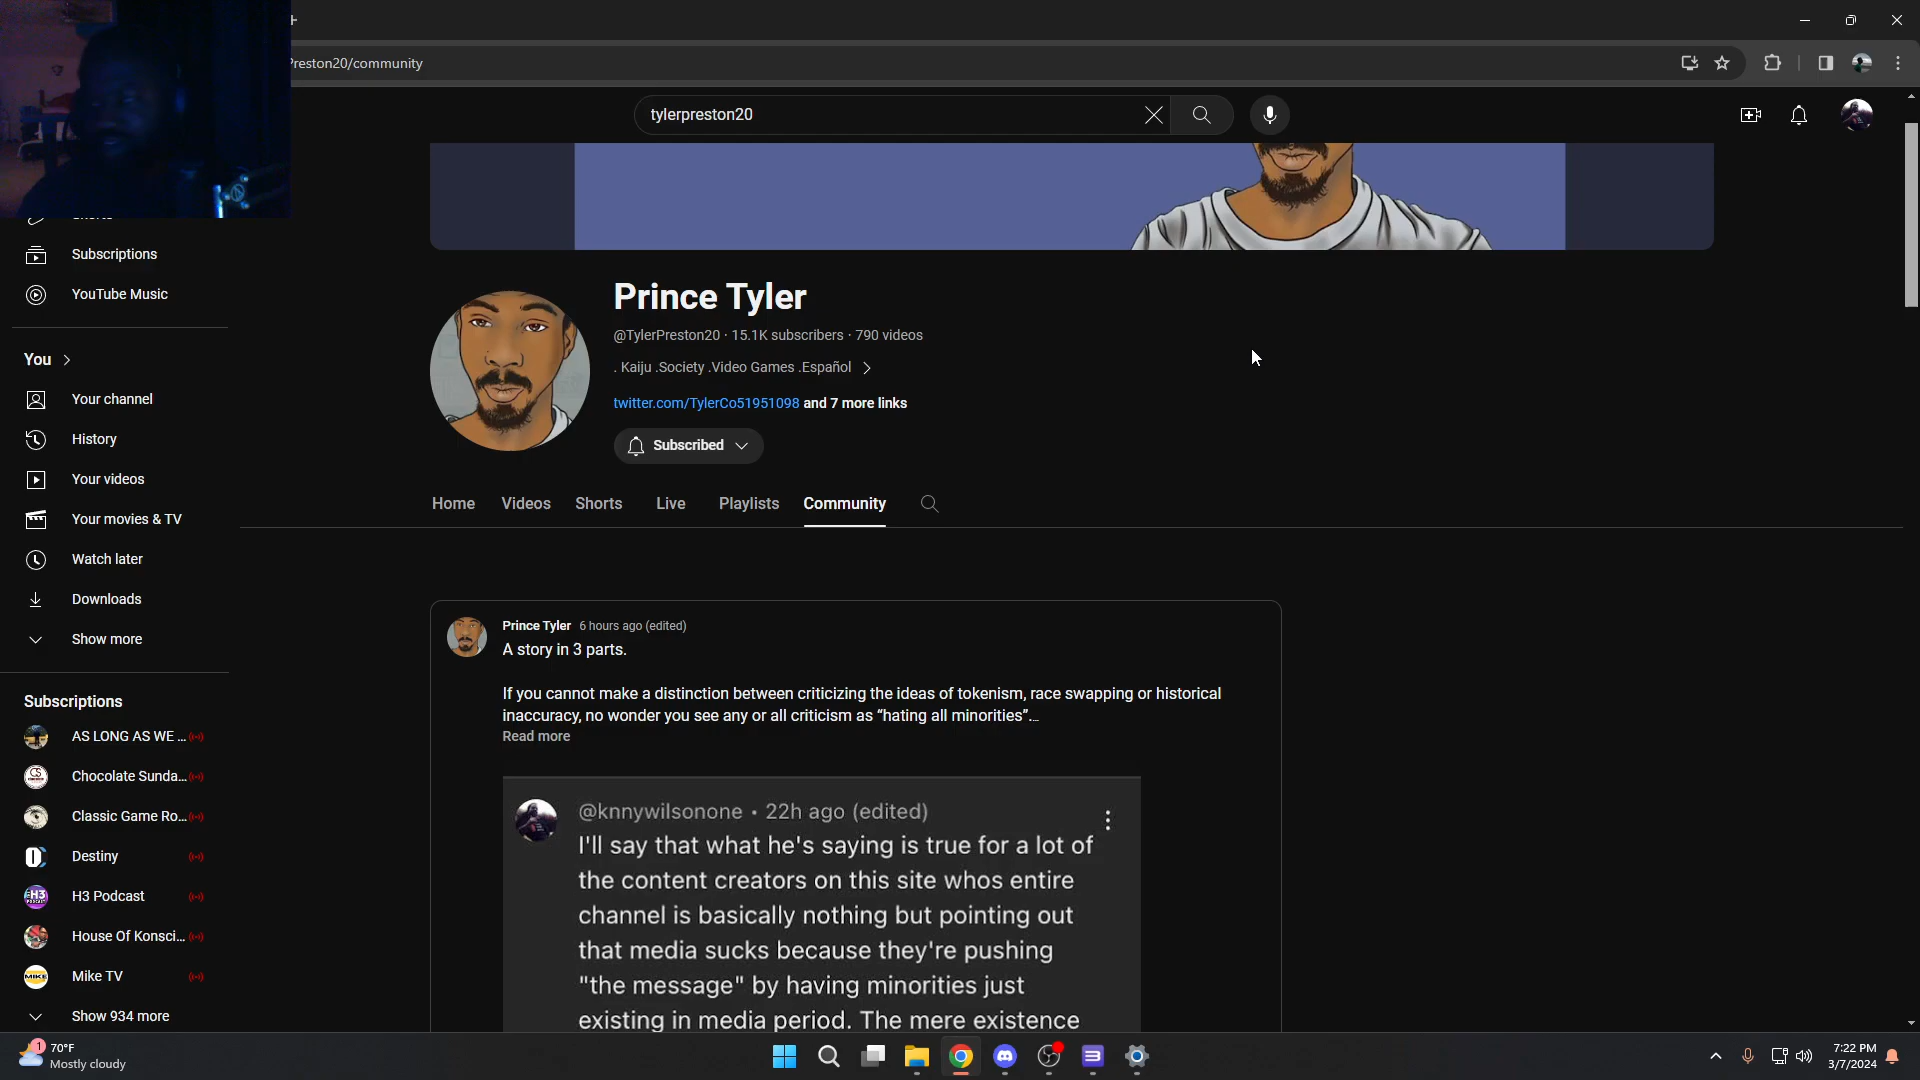 Preston20/community
tylerpreston20
Shorts
Subscriptions
YouTube Music
You
Your channel
History
Your videos
Your movies & TV
Watch later
Downloads
Show more
Subscriptions
AS LONG AS WE ...
Chocolate Sunda...
Classic Game Ro...
Destiny
H3 Podcast
House Of Konsci...
Mike TV
Show 934 more
Prince Tyler
@TylerPreston20 · 15.1K subscribers · 790 videos
. Kaiju .Society .Video Games .Español
twitter.com/TylerCo51951098 and 7 more links
Subscribed
Home Videos Shorts Live Playlists Community
Prince Tyler 6 hours ago (edited)
A story in 3 parts.
If you cannot make a distinction between criticizing the ideas of tokenism, race swapping or historical
inaccuracy, no wonder you see any or all criticism as “hating all minorities”...
Read more
@knnywilsonone • 22h ago (edited)
I'll say that what he's saying is true for a lot of
the content creators on this site whos entire
channel is basically nothing but pointing out
that media sucks because they're pushing
"the message" by having minorities just
existing in media period. The mere existence
1
70°F
Mostly cloudy
7:22 PM
3/7/2024